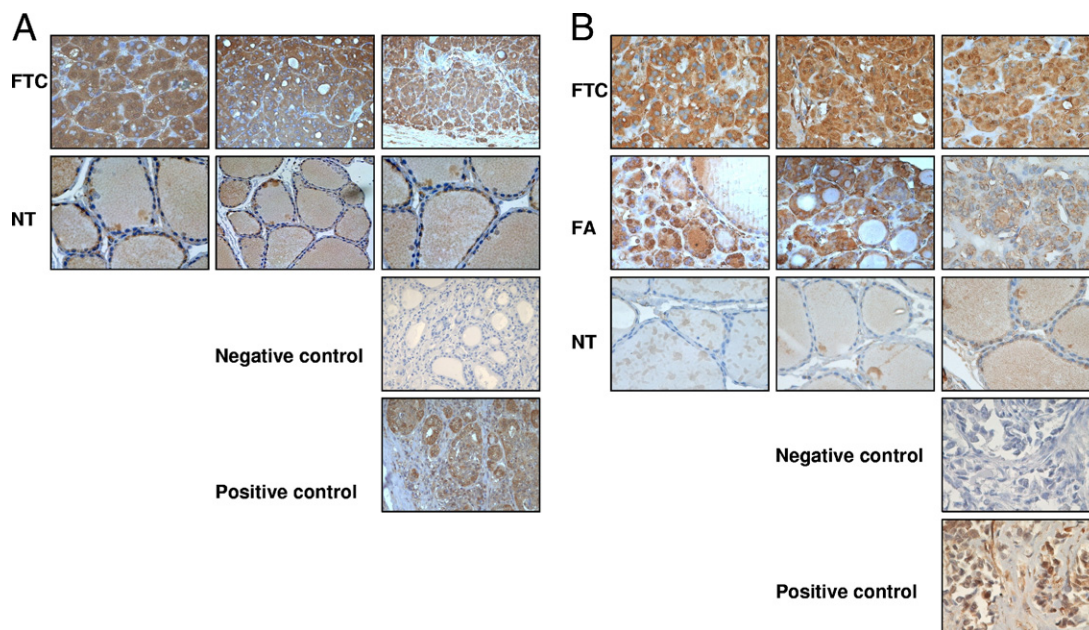 A
FTC
NT
Negative control
Positive control
B
FTC
FA
NT
Negative control
Positive control